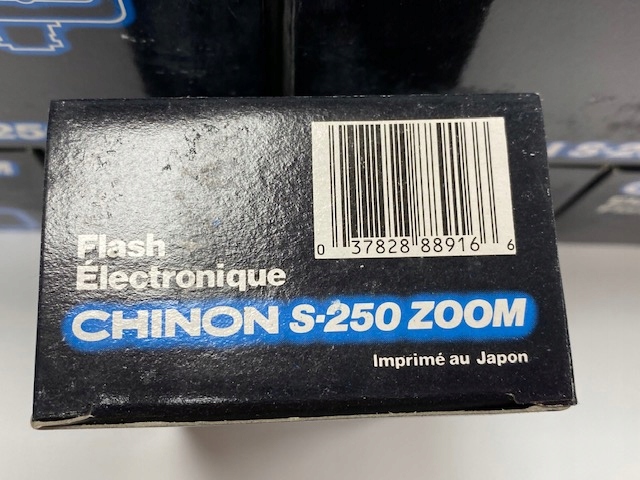 0 37828 88916 6
Flash
Électronique
CHINON S-250 ZOOM
Imprimé au Japon